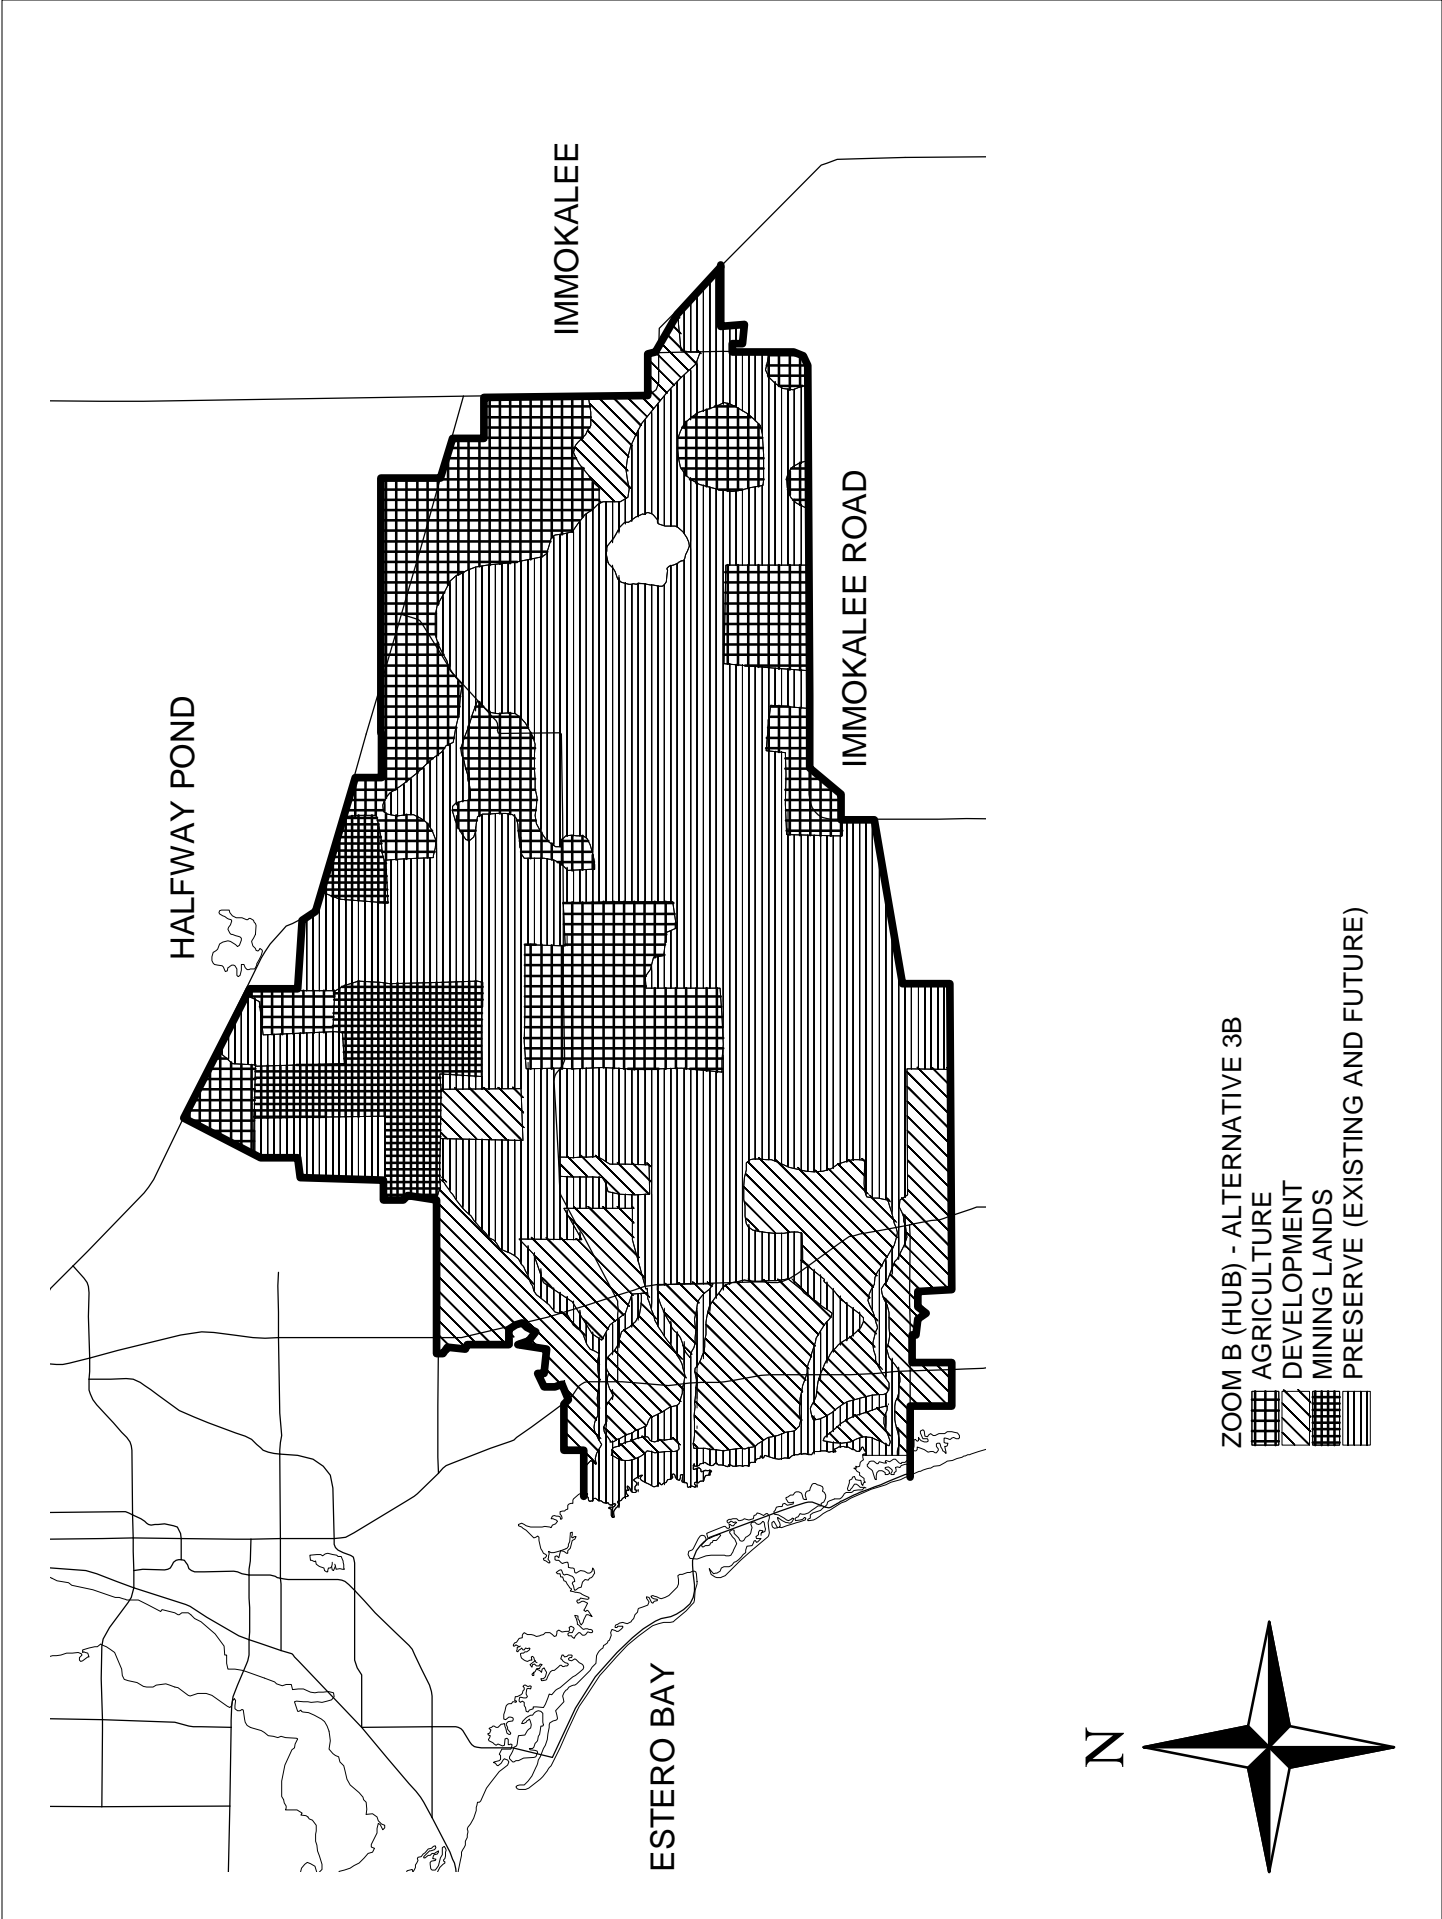 HALFWAY POND
IMMOKALEE
IMMOKALEE ROAD
ESTERO BAY
N
ZOOM B (HUB) - ALTERNATIVE 3B
AGRICULTURE
DEVELOPMENT
MINING LANDS
PRESERVE (EXISTING AND FUTURE)